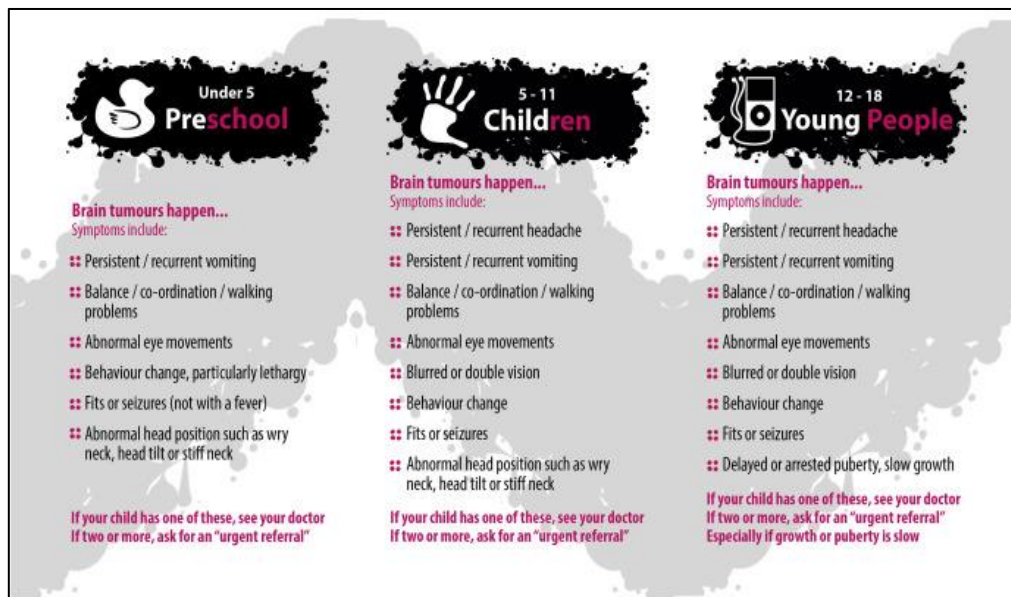 Under 5
Preschool
Brain tumours happen...
Symptoms include:
Persistent / recurrent vomiting
Balance / co-ordination / walking
problems
Abnormal eye movements
Behaviour change, particularly lethargy
Fits or seizures (not with a fever)
Abnormal head position such as wry
neck, head tilt or stiff neck
If your child has one of these, see your doctor
If two or more, ask for an “urgent referral”
5 - 11
Children
Brain tumours happen...
Symptoms include:
Persistent / recurrent headache
Persistent / recurrent vomiting
Balance / co-ordination / walking
problems
Abnormal eye movements
Blurred or double vision
Behaviour change
Fits or seizures
Abnormal head position such as wry
neck, head tilt or stiff neck
If your child has one of these, see your doctor
If two or more, ask for an “urgent referral”
12 - 18
Young People
Brain tumours happen...
Symptoms include:
Persistent / recurrent headache
Persistent / recurrent vomiting
Balance / co-ordination / walking
problems
Abnormal eye movements
Blurred or double vision
Behaviour change
Fits or seizures
Delayed or arrested puberty, slow growth
If your child has one of these, see your doctor
If two or more, ask for an “urgent referral”
Especially if growth or puberty is slow